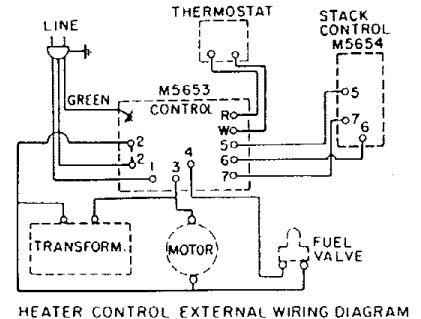 THERMOSTAT
STACK
CONTROL
M5654
LINE
M5653
CONTROL
GREEN
R
W
5
6
7
2
2
1
3
4
5
7
6
TRANSFORM.
MOTOR
FUEL
VALVE
HEATER CONTROL EXTERNAL WIRING DIAGRAM